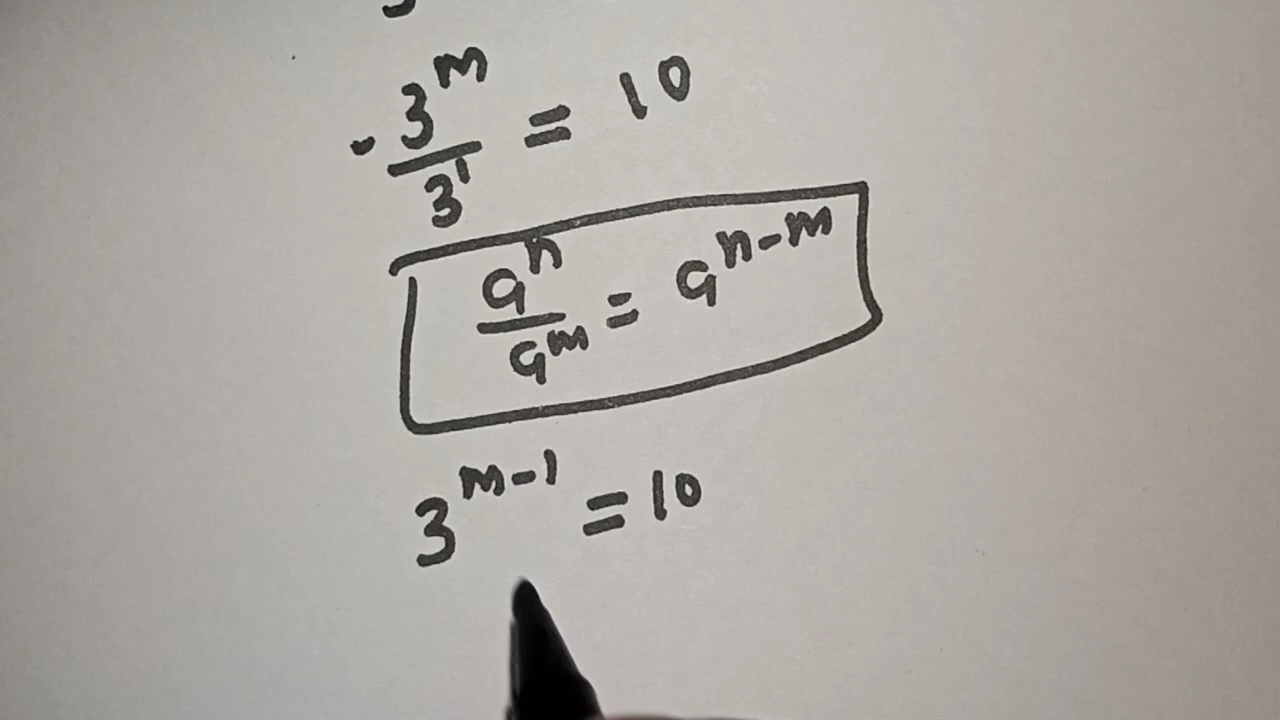 3^m/3^1 = 10
a^n/a^m = a^(n-m)
3^(m-1) = 10